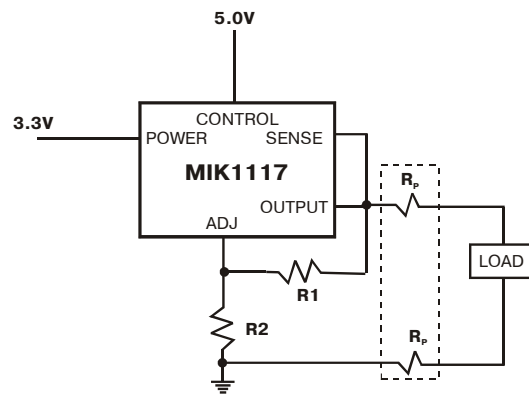 5.0V
3.3V
CONTROL
POWER SENSE
MIK1117
OUTPUT
ADJ
R1
R2
RP
LOAD
RP